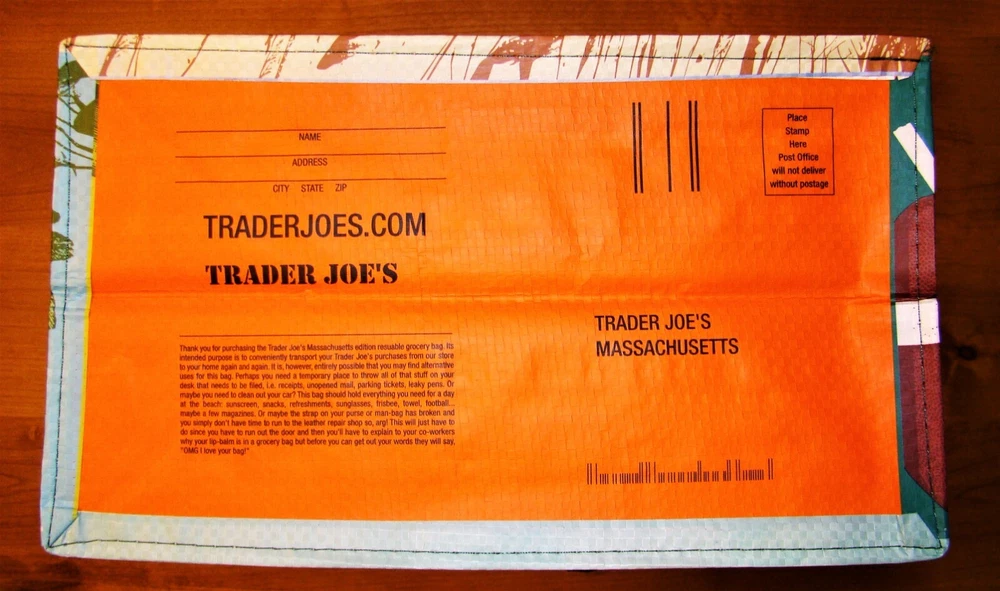 NAME
ADDRESS
CITY STATE ZIP
TRADERJOES.COM
TRADER JOE'S
Thank you for purchasing the Trader Joe's Massachusetts edition resuable grocery bag. Its
intended purpose is to conveniently transport your Trader Joe's purchases from our store
to your home again and again. It is, however, entirely possible that you may find alternative
uses for this bag. Perhaps you need a temporary place to throw all of that stuff on your
desk that needs to be filed, i.e. receipts, unopened mail, parking tickets, leaky pens. Or
maybe you need to clean out your car? This bag should hold everything you need for a day
at the beach: sunscreen, snacks, refreshments, sunglasses, frisbee, towel, football...
maybe a few magazines. Or maybe the strap on your purse or man-bag has broken and
you simply don't have time to run to the leather repair shop so, arg! This will just have to
do since you have to run out the door and then you'll have to explain to your co-workers
why your lip-balm is in a grocery bag but before you can get out your words they will say,
"OMG I love your bag!"
Place
Stamp
Here
Post Office
will not deliver
without postage
TRADER JOE'S
MASSACHUSETTS